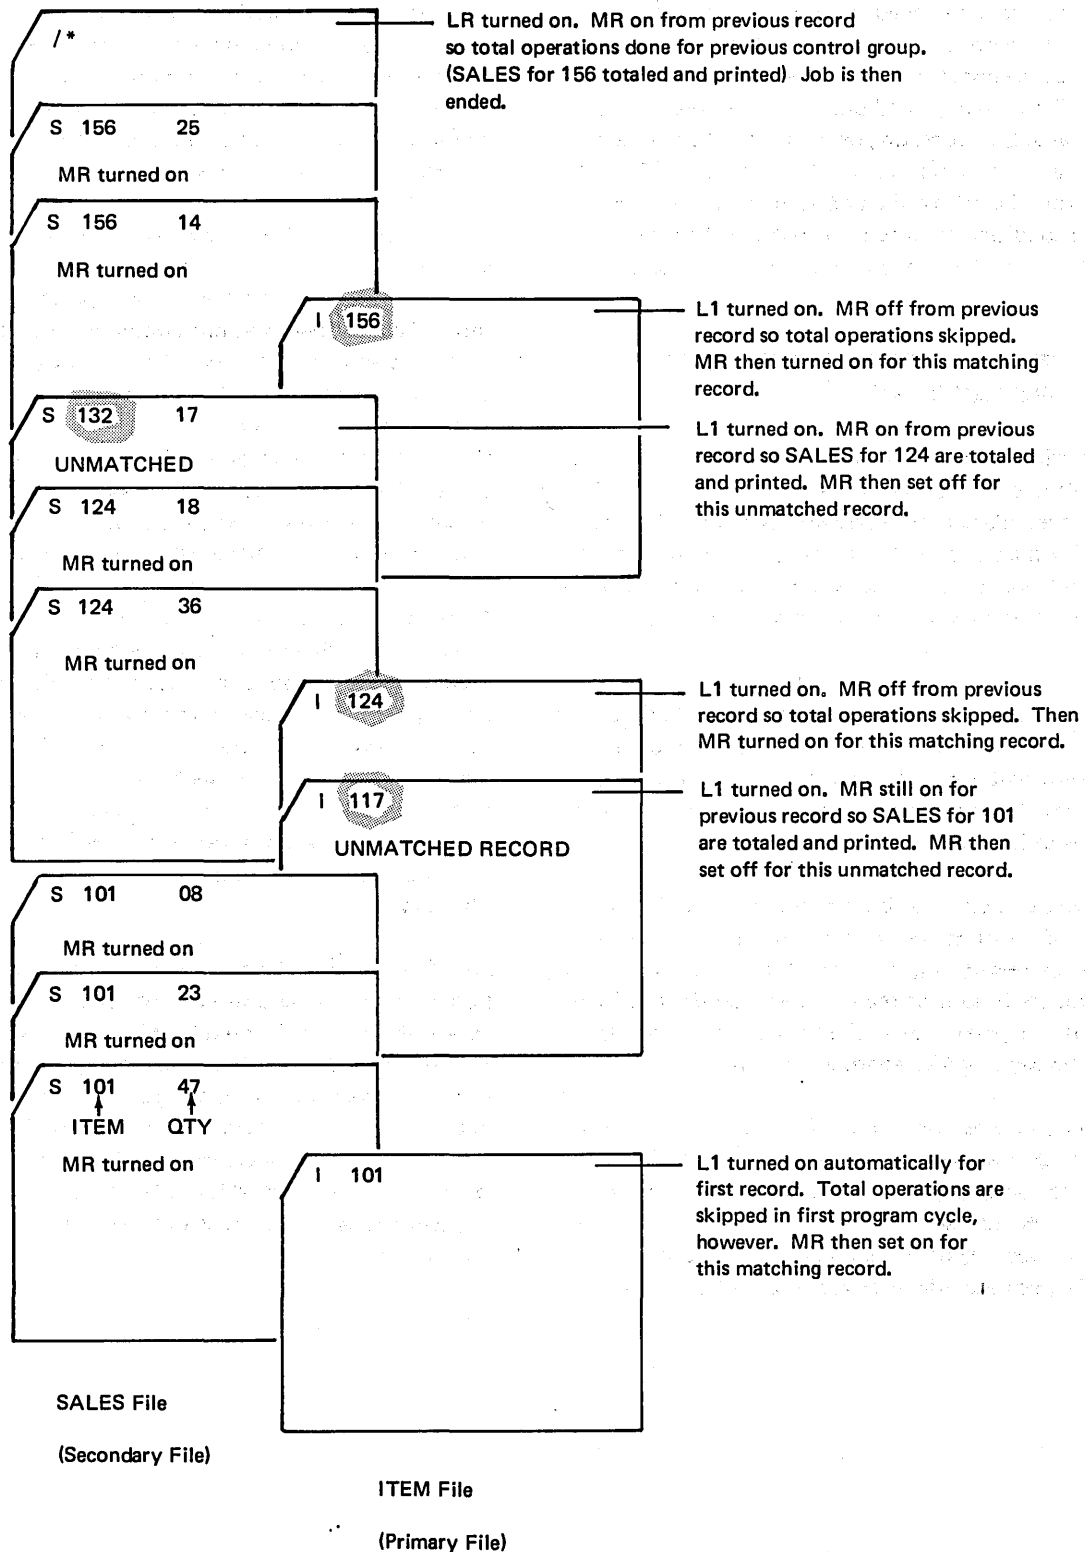 /*
LR turned on. MR on from previous record
so total operations done for previous control group.
(SALES for 156 totaled and printed) Job is then
ended.
S 156 25
MR turned on
S 156 14
MR turned on
I 156
L1 turned on. MR off from previous
record so total operations skipped.
MR then turned on for this matching
record.
S 132 17
UNMATCHED
L1 turned on. MR on from previous
record so SALES for 124 are totaled
and printed. MR then set off for
this unmatched record.
S 124 18
MR turned on
S 124 36
MR turned on
I 124
L1 turned on. MR off from previous
record so total operations skipped. Then
MR turned on for this matching record.
I 117
UNMATCHED RECORD
L1 turned on. MR still on for
previous record so SALES for 101
are totaled and printed. MR then
set off for this unmatched record.
S 101 08
MR turned on
S 101 23
MR turned on
S 101 47
ITEM QTY
MR turned on
I 101
L1 turned on automatically for
first record. Total operations are
skipped in first program cycle,
however. MR then set on for
this matching record.
SALES File
(Secondary File)
ITEM File
(Primary File)